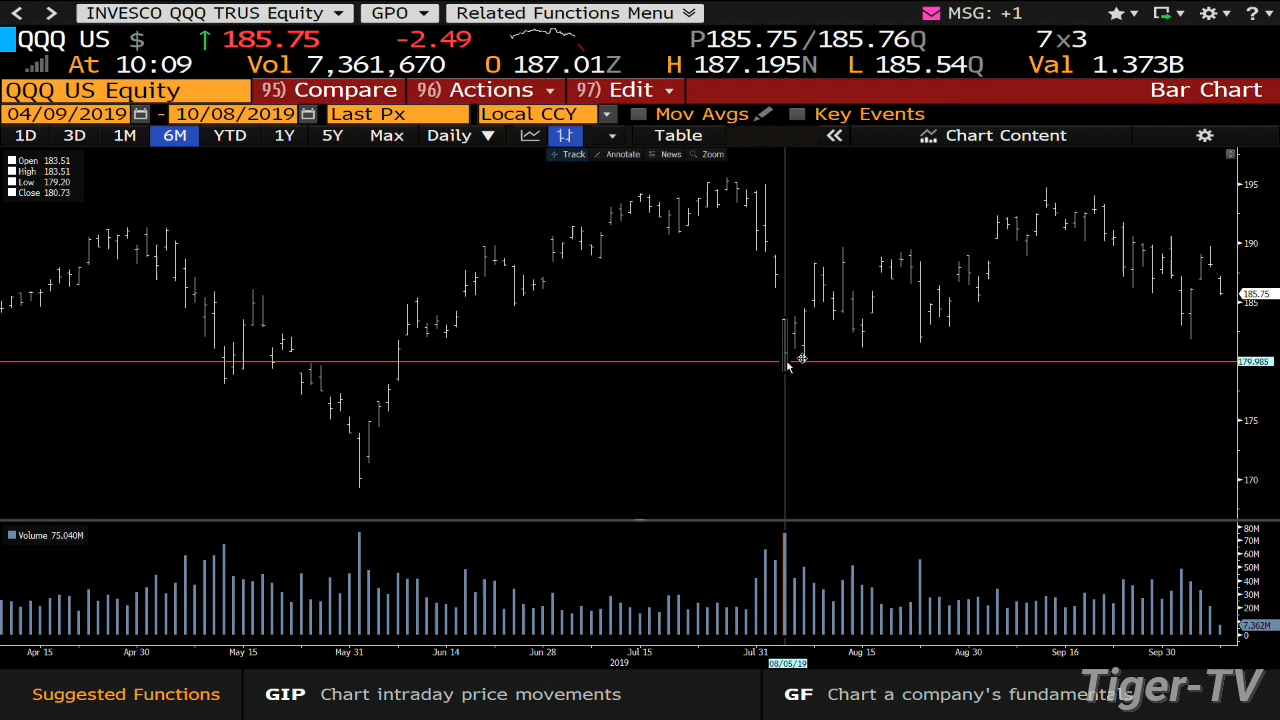 INVESCO QQQ TRUS Equity GPO Related Functions Menu MSG: +1 ?
QQQ US $ ↑ 185.75 -2.49 P185.75/185.76Q 7x3
At 10:09 Vol 7,361,670 O 187.01Z H 187.195N L 185.54Q Val 1.373B
QQQ US Equity 95) Compare 96) Actions 97) Edit Bar Chart
04/09/2019 - 10/08/2019 Last Px Local CCY Mov Avgs Key Events
1D 3D 1M 6M YTD 1Y 5Y Max Daily ▼ Table « Chart Content
Track Annotate News Zoom
Open 183.51
High 183.51
Low 179.20
Close 180.73
195
190
185.75
185
179.985
175
170
Volume 75.040M
80M
70M
60M
50M
40M
30M
20M
7.362M
0
Apr 15 Apr 30 May 15 May 31 Jun 14 Jun 28 Jul 15 Jul 31 Aug 15 Aug 30 Sep 16 Sep 30
2019 08/05/19
Suggested Functions GIP Chart intraday price movements GF Chart a company's fundamentals
Tiger-TV